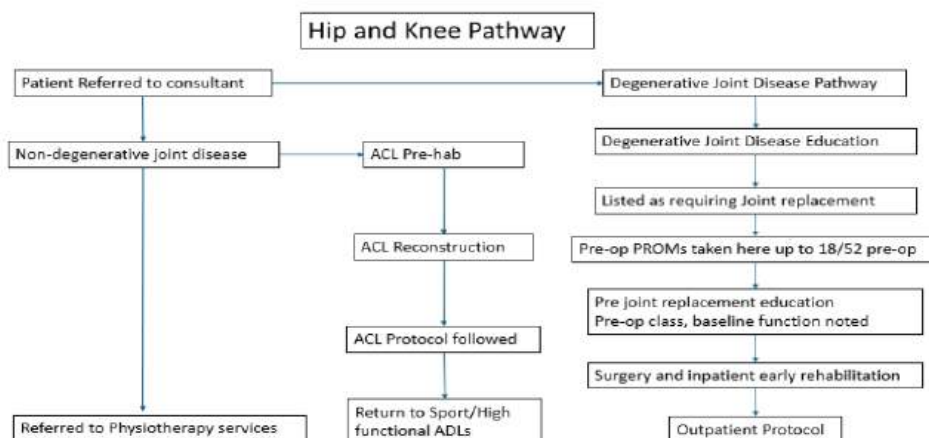 Hip and Knee Pathway
Patient Referred to consultant
Degenerative Joint Disease Pathway
Non-degenerative joint disease
ACL Pre-hab
Degenerative Joint Disease Education
Listed as requiring Joint replacement
ACL Reconstruction
Pre-op PROMs taken here up to 18/52 pre-op
Pre joint replacement education
Pre-op class, baseline function noted
ACL Protocol followed
Surgery and inpatient early rehabilitation
Referred to Physiotherapy services
Return to Sport/High
functional ADLs
Outpatient Protocol